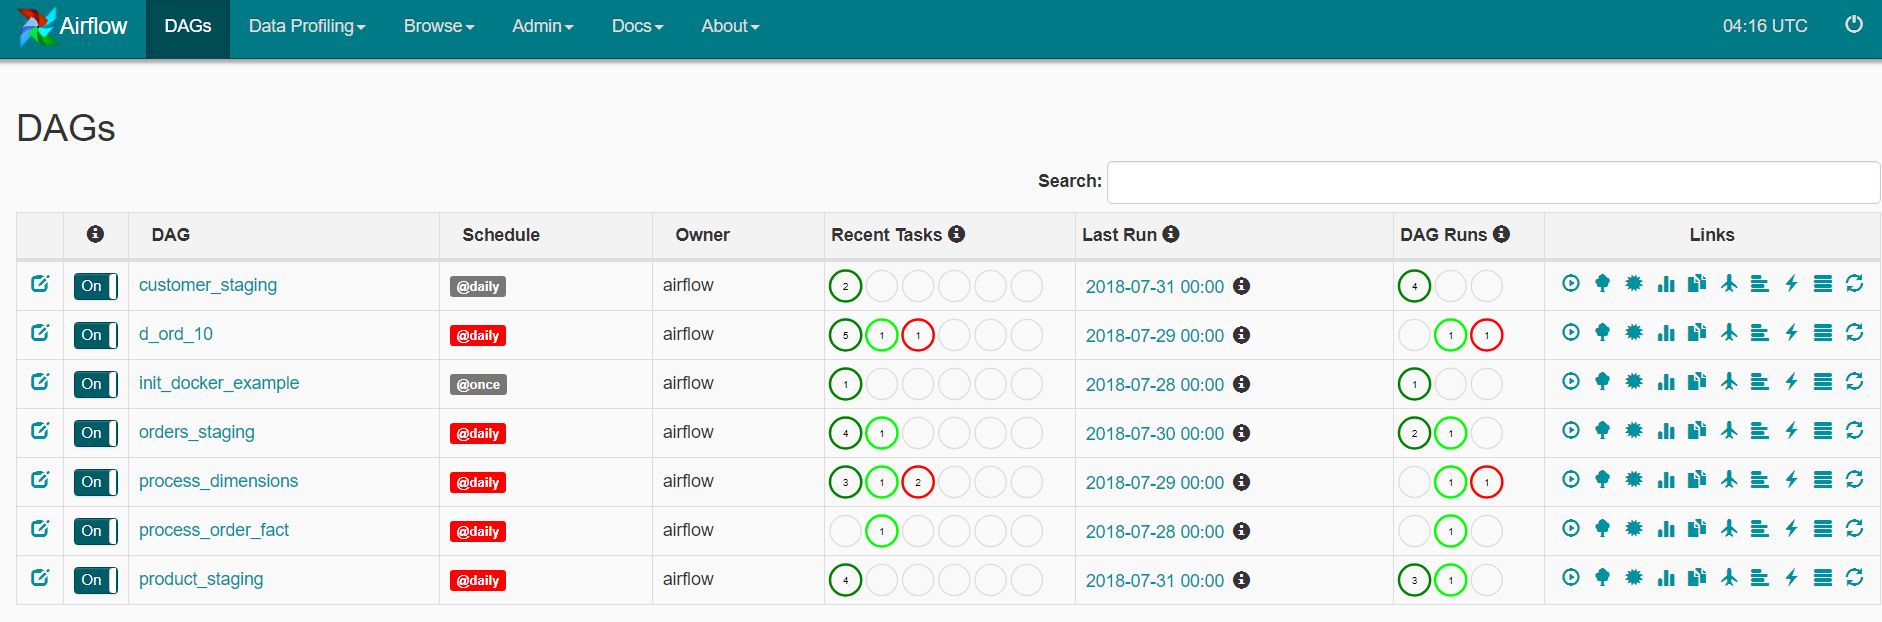 Airflow DAGs Data Profiling Browse Admin Docs About 04:16 UTC
DAGs
Search:
DAG Schedule Owner Recent Tasks Last Run DAG Runs Links
On customer_staging @daily airflow 2 2018-07-31 00:00 4
On d_ord_10 @daily airflow 5 1 1 2018-07-29 00:00 1 1
On init_docker_example @once airflow 1 2018-07-28 00:00 1
On orders_staging @daily airflow 4 1 2018-07-30 00:00 2 1
On process_dimensions @daily airflow 3 1 2 2018-07-29 00:00 1 1
On process_order_fact @daily airflow 1 2018-07-28 00:00 1
On product_staging @daily airflow 4 2018-07-31 00:00 3 1